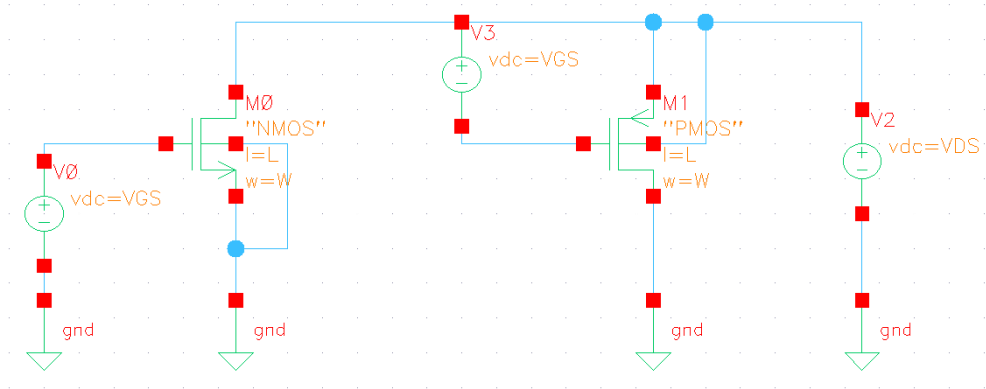 V3
vdc=VGS
M0
"NMOS"
l=L
w=W
M1
"PMOS"
l=L
w=W
V2
vdc=VDS
V0
vdc=VGS
gnd
gnd
gnd
gnd